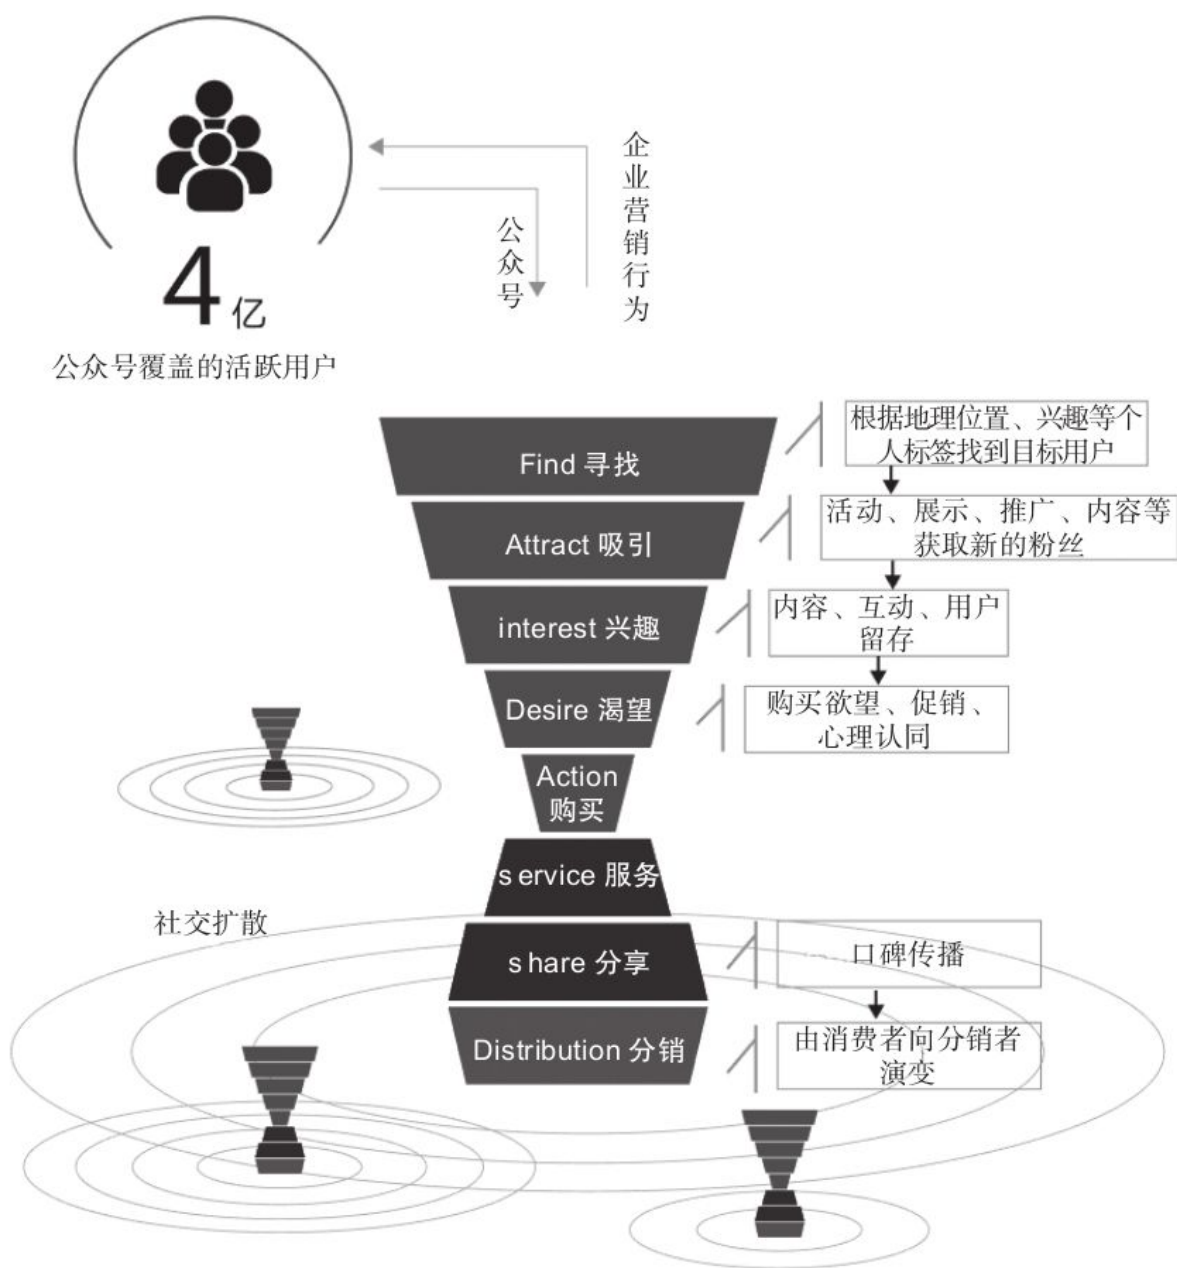 企业营销行为
公众号
4亿
公众号覆盖的活跃用户
Find 寻找
根据地理位置、兴趣等个
人标签找到目标用户
Attract 吸引
活动、展示、推广、内容等
获取新的粉丝
interest 兴趣
内容、互动、用户
留存
Desire 渴望
购买欲望、促销、
心理认同
Action
购买
service 服务
社交扩散
share 分享
口碑传播
Distribution 分销
由消费者向分销者
演变